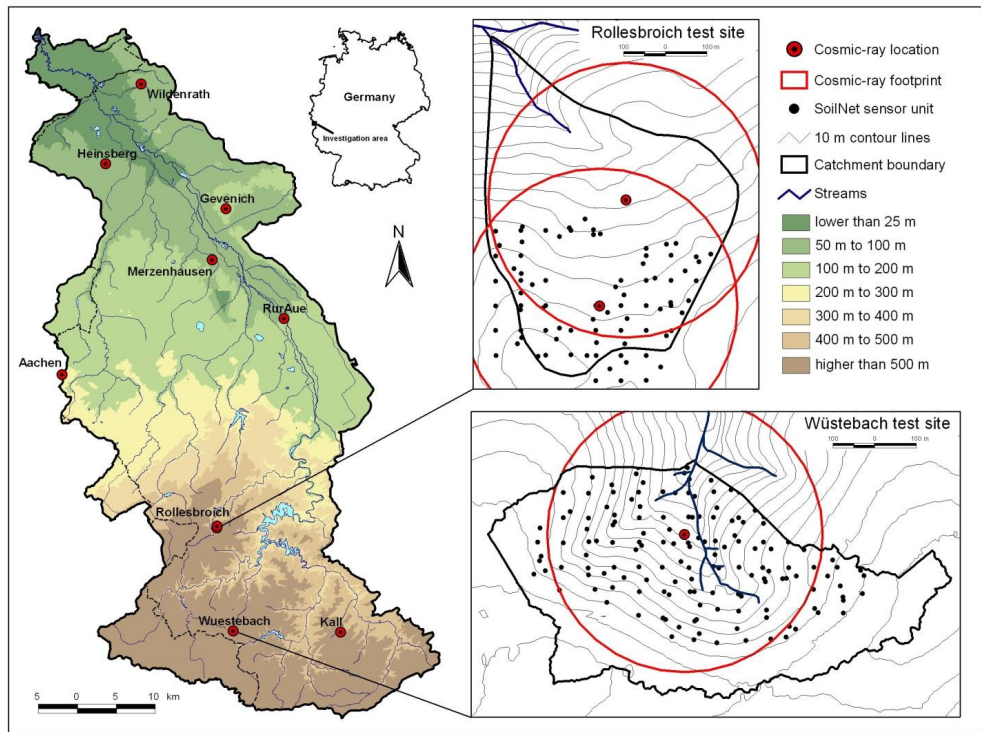 Wildenrath
Heinsberg
Gevenich
Merzenhausen
RurAue
Aachen
Rollesbroich
Wuestebach
Kall
5 0 5 10 km
Germany
Investigation area
N
Rollesbroich test site
100 0 100 m
Wüstebach test site
100 0 100 m
Cosmic-ray location
Cosmic-ray footprint
SoilNet sensor unit
10 m contour lines
Catchment boundary
Streams
lower than 25 m
50 m to 100 m
100 m to 200 m
200 m to 300 m
300 m to 400 m
400 m to 500 m
higher than 500 m